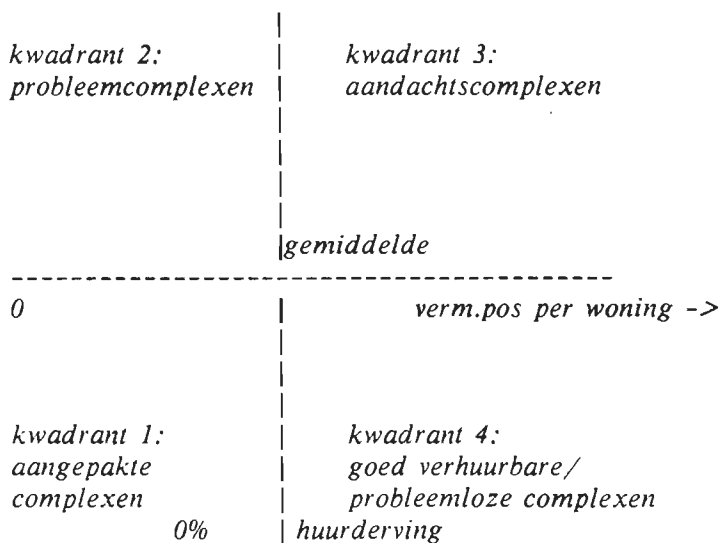 kwadrant 2: kwadrant 3:
probleemcomplexen aandachtscomplexen
gemiddelde
0 verm.pos per woning ->
kwadrant 1: kwadrant 4:
aangepakte goed verhuurbare/
complexen probleemloze complexen
0% huurderving